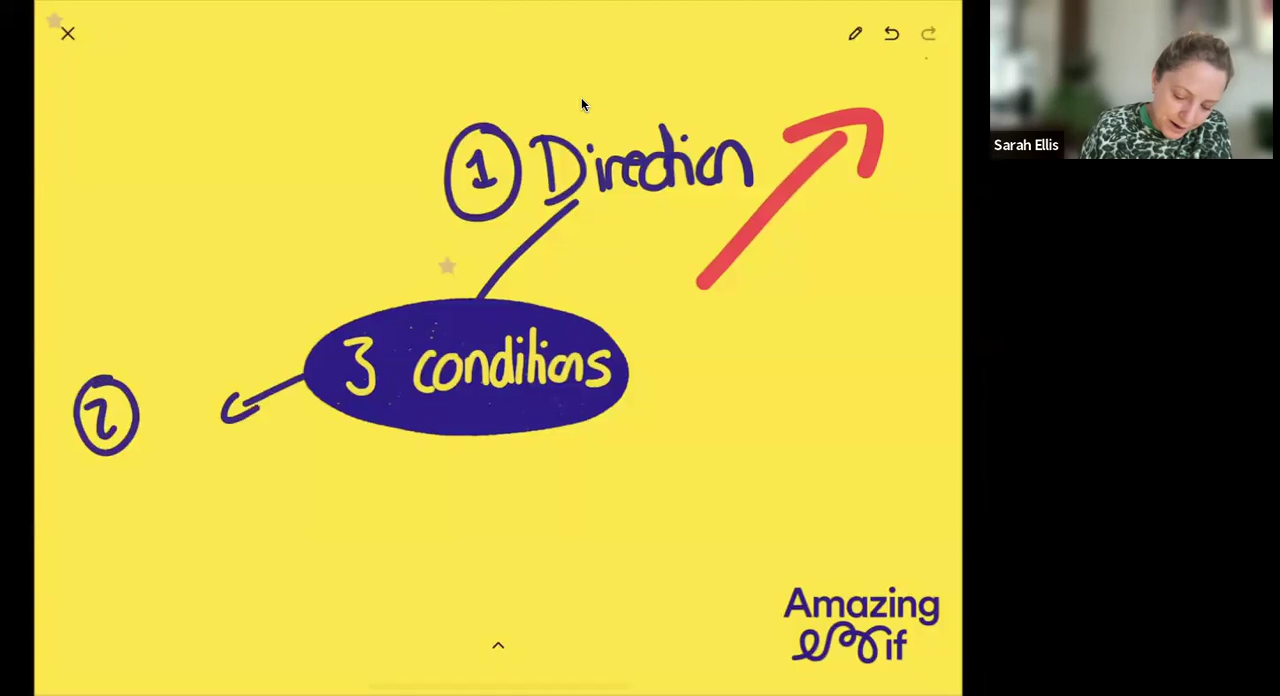 1 Direction
3 conditions
2
Amazing
if
Sarah Ellis